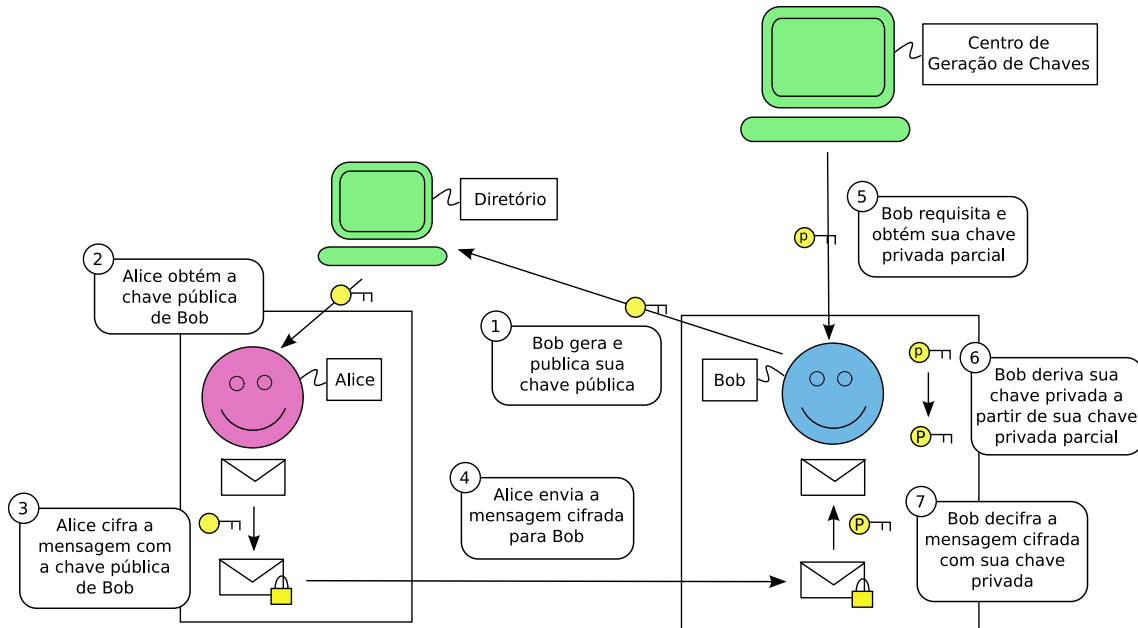 Centro de
Geração de Chaves
Diretório
5
Bob requisita e
obtém sua chave
privada parcial
p
2
Alice obtém a
chave pública
de Bob
1
Bob gera e
publica sua
chave pública
Alice
Bob
p
P
6
Bob deriva sua
chave privada a
partir de sua chave
privada parcial
3
Alice cifra a
mensagem com
a chave pública
de Bob
4
Alice envia a
mensagem cifrada
para Bob
P
7
Bob decifra a
mensagem cifrada
com sua chave
privada